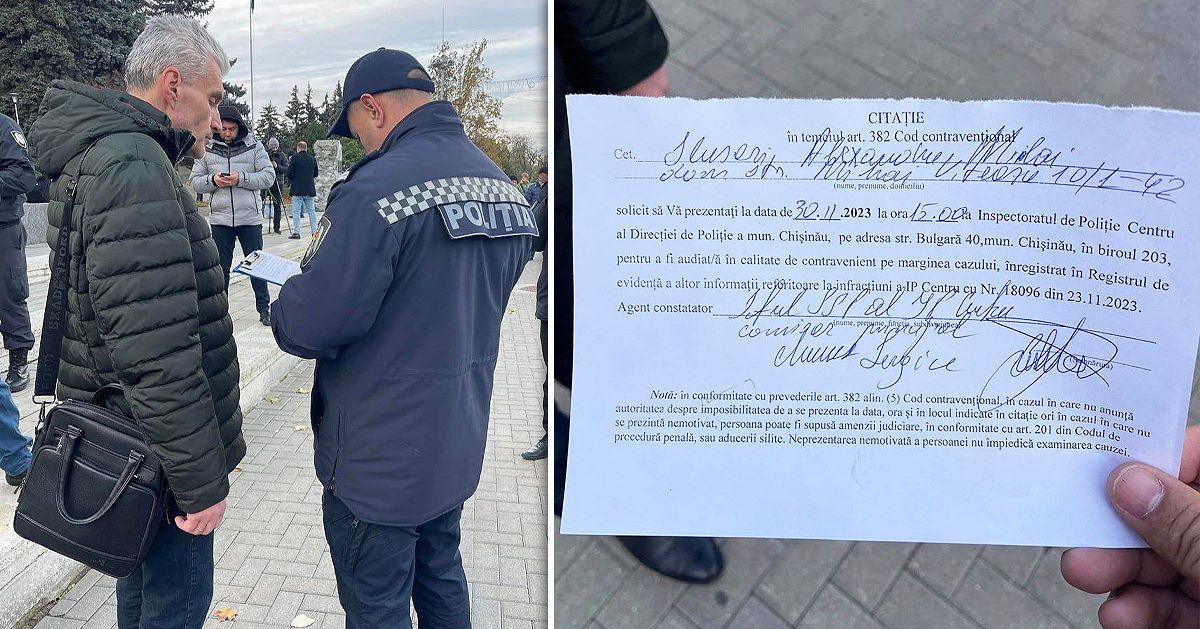 POLIȚIA
BRADSTFORD
CITAȚIE
în temeiul art. 382 Cod contravențional
Cet.
(nume, prenume, domiciliu)
solicit să Vă prezentați la data de 30.11.2023 la ora 15.00 la Inspectoratul de Poliție Centru
al Direcției de Poliție a mun. Chișinău, pe adresa str. Bulgară 40,mun. Chișinău, în biroul 203,
pentru a fi audiat/ă în calitate de contravenient pe marginea cazului, înregistrat în Registrul de
evidență a altor informații referitoare la infracțiuni a IP Centru cu Nr. 18096 din 23.11.2023.
Agent constatator
(nume, prenume,
(Semnătura)
Notă: în conformitate cu prevederile art. 382 alin. (5) Cod contravențional, în cazul în care nu anunță
autoritatea despre imposibilitatea de a se prezenta la data, ora și in locul indicate în citație ori în cazul în care nu
se prezintă nemotivat, persoana poate fi supusă amenzii judiciare, în conformitate cu art. 201 din Codul de
procedură penală, sau aducerii silite. Neprezentarea nemotivată a persoanei nu împiedică examinarea cauzei.